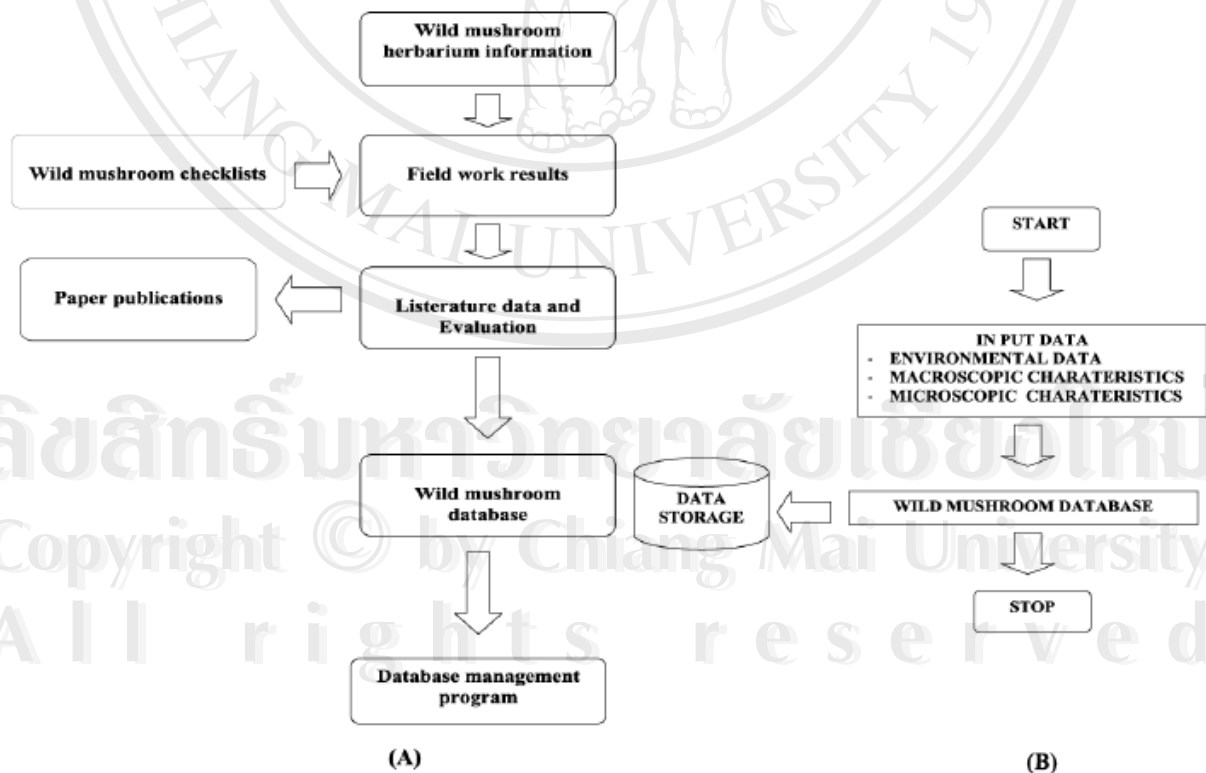 Wild mushroom
herbarium information
Wild mushroom checklists
Field work results
Paper publications
Listerature data and
Evaluation
Wild mushroom
database
Database management
program
(A)
START
IN PUT DATA
- ENVIRONMENTAL DATA
- MACROSCOPIC CHARATERISTICS
- MICROSCOPIC CHARATERISTICS
WILD MUSHROOM DATABASE
DATA
STORAGE
STOP
(B)
MAI UNIVERSITY 19
ลิขสิทธิ์มหาวิทยาลัยเชียงใหม่
Copyright © by Chiang Mai University
All rights reserved